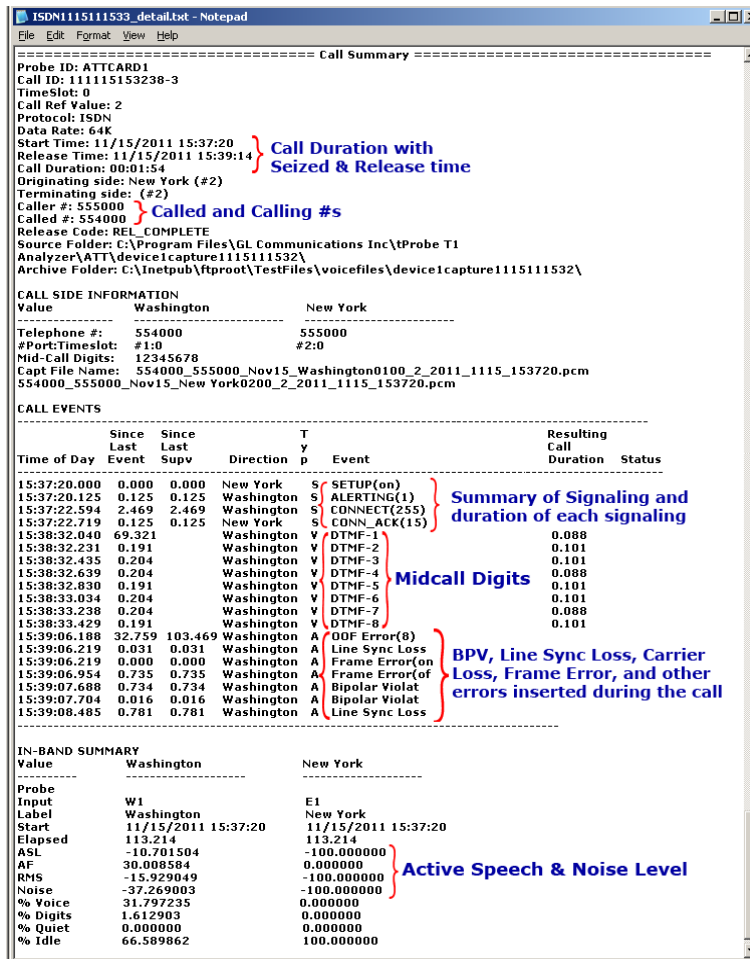 ISDN1115111533_detail.txt - Notepad
File Edit Format View Help
================================ Call Summary ================================
Probe ID: ATTCARD1
Call ID: 111115153238-3
TimeSlot: 0
Call Ref Value: 2
Protocol: ISDN
Data Rate: 64K
Start Time: 11/15/2011 15:37:20
Release Time: 11/15/2011 15:39:14
Call Duration: 00:01:54
Call Duration with
Seized & Release time
Originating side: New York (#2)
Terminating side: (#2)
Caller #: 555000
Called #: 554000
Called and Calling #s
Release Code: REL_COMPLETE
Source Folder: C:\Program Files\GL Communications Inc\tProbe T1
Analyzer\ATT\device1capture1115111532\
Archive Folder: C:\Inetpub\ftproot\TestFiles\voicefiles\device1capture1115111532\
CALL SIDE INFORMATION
Value Washington New York
--------------- ------------------------ ------------------------
Telephone #: 554000 555000
#Port:Timeslot: #1:0 #2:0
Mid-Call Digits: 12345678
Capt File Name: 554000_555000_Nov15_Washington0100_2_2011_1115_153720.pcm
554000_555000_Nov15_New York0200_2_2011_1115_153720.pcm
CALL EVENTS
Since Since T Resulting
Last Last y Call
Time of Day Event Supv Direction p Event Duration Status
15:37:20.000 0.000 0.000 New York S SETUP(on)
15:37:20.125 0.125 0.125 Washington S ALERTING(1)
15:37:22.594 2.469 2.469 Washington S CONNECT(255)
15:37:22.719 0.125 0.125 New York S CONN_ACK(15)
Summary of Signaling and
duration of each signaling
15:38:32.040 69.321 Washington V DTMF-1 0.088
15:38:32.231 0.191 Washington V DTMF-2 0.101
15:38:32.435 0.204 Washington V DTMF-3 0.101
15:38:32.639 0.204 Washington V DTMF-4 0.088
15:38:32.830 0.191 Washington V DTMF-5 0.101
15:38:33.034 0.204 Washington V DTMF-6 0.101
15:38:33.238 0.204 Washington V DTMF-7 0.088
15:38:33.429 0.191 Washington V DTMF-8 0.101
Midcall Digits
15:39:06.188 32.759 103.469 Washington A OOF Error(8)
15:39:06.219 0.031 0.031 Washington A Line Sync Loss
15:39:06.219 0.000 0.000 Washington A Frame Error(on
15:39:06.954 0.735 0.735 Washington A Frame Error(of
15:39:07.688 0.734 0.734 Washington A Bipolar Violat
15:39:07.704 0.016 0.016 Washington A Bipolar Violat
15:39:08.485 0.781 0.781 Washington A Line Sync Loss
BPV, Line Sync Loss, Carrier
Loss, Frame Error, and other
errors inserted during the call
IN-BAND SUMMARY
Value Washington New York
---------- ------------------- -------------------
Probe
Input W1 E1
Label Washington New York
Start 11/15/2011 15:37:20 11/15/2011 15:37:20
Elapsed 113.214 113.214
ASL -10.701504 -100.000000
AF 30.008584 0.000000
RMS -15.929049 -100.000000
Noise -37.269003 -100.000000
Active Speech & Noise Level
% Voice 31.797235 0.000000
% Digits 1.612903 0.000000
% Quiet 0.000000 0.000000
% Idle 66.589862 100.000000